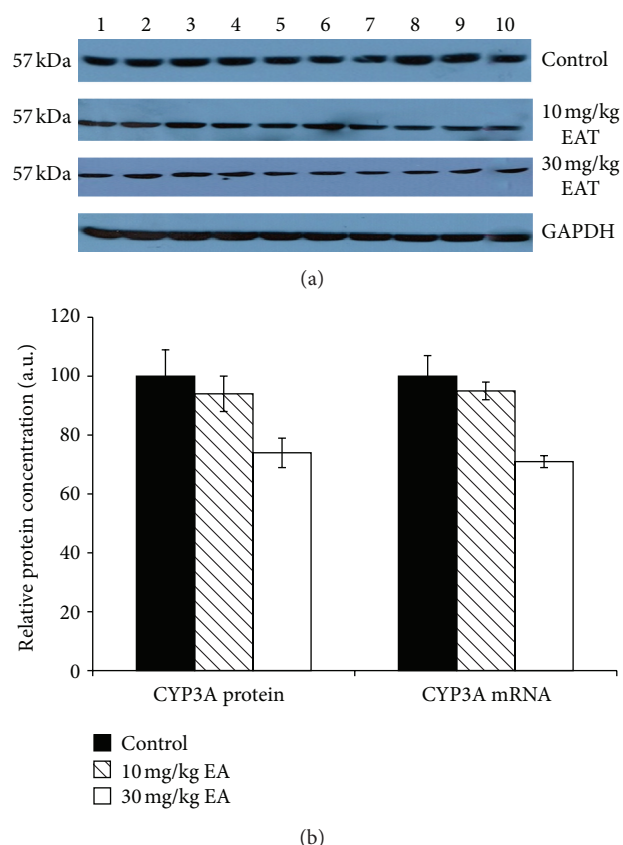 1 2 3 4 5 6 7 8 9 10
57 kDa Control
57 kDa 10 mg/kg
EAT
57 kDa 30 mg/kg
EAT
GAPDH
(a)
Relative protein concentration (a.u.)
120
100
80
60
40
20
0
CYP3A protein CYP3A mRNA
Control
10 mg/kg EA
30 mg/kg EA
(b)